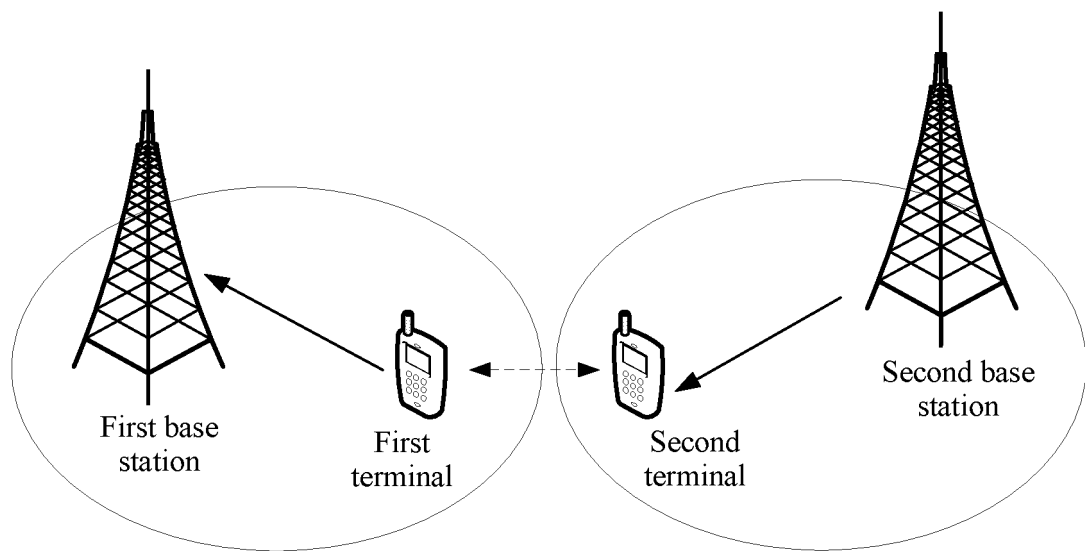 First base
station
First
terminal
Second
terminal
Second base
station